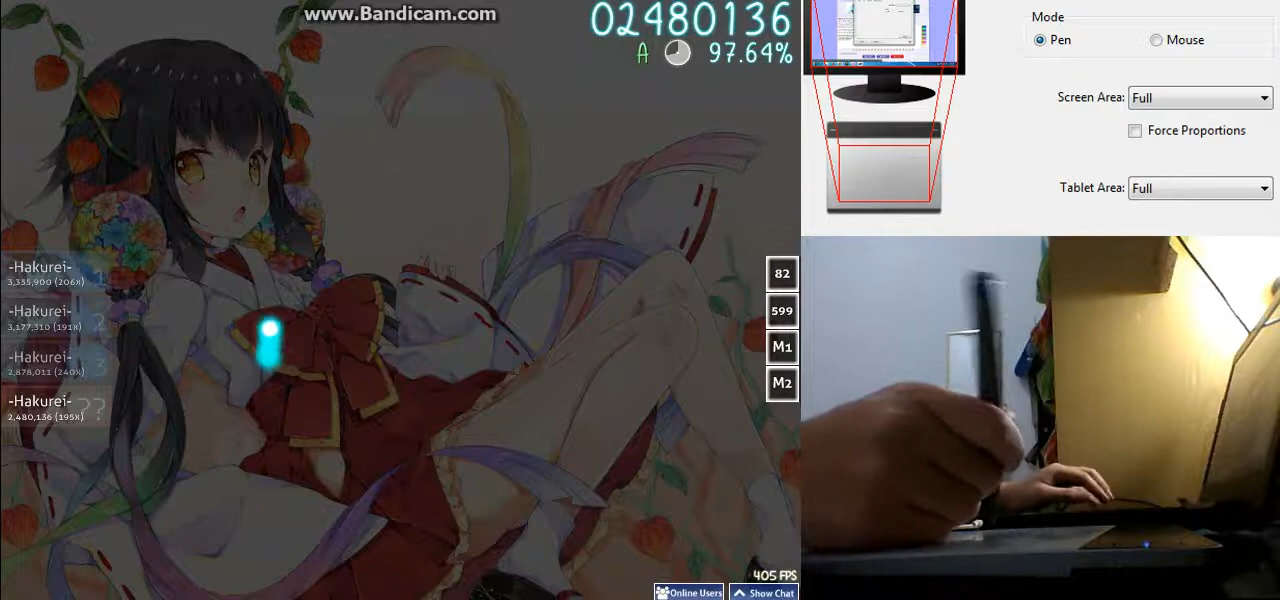 www.Bandicam.com
02480136
A 97.64%
-Hakurei-
3,355,900 (206x) 1
-Hakurei-
3,177,310 (191x) 2
-Hakurei-
2,878,011 (240x) 3
-Hakurei-
2,480,136 (195x) ??
82
599
M1
M2
405 FPS
Online Users
Show Chat
Mode
Pen
Mouse
Screen Area: Full
Force Proportions
Tablet Area: Full